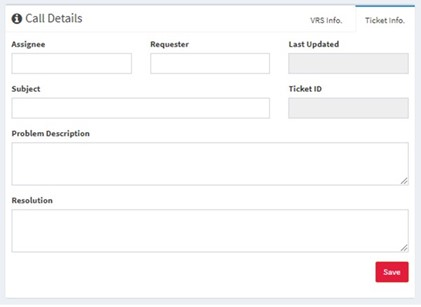 Call Details
VRS Info.
Ticket Info.
Assignee
Requester
Last Updated
Subject
Ticket ID
Problem Description
Resolution
Save